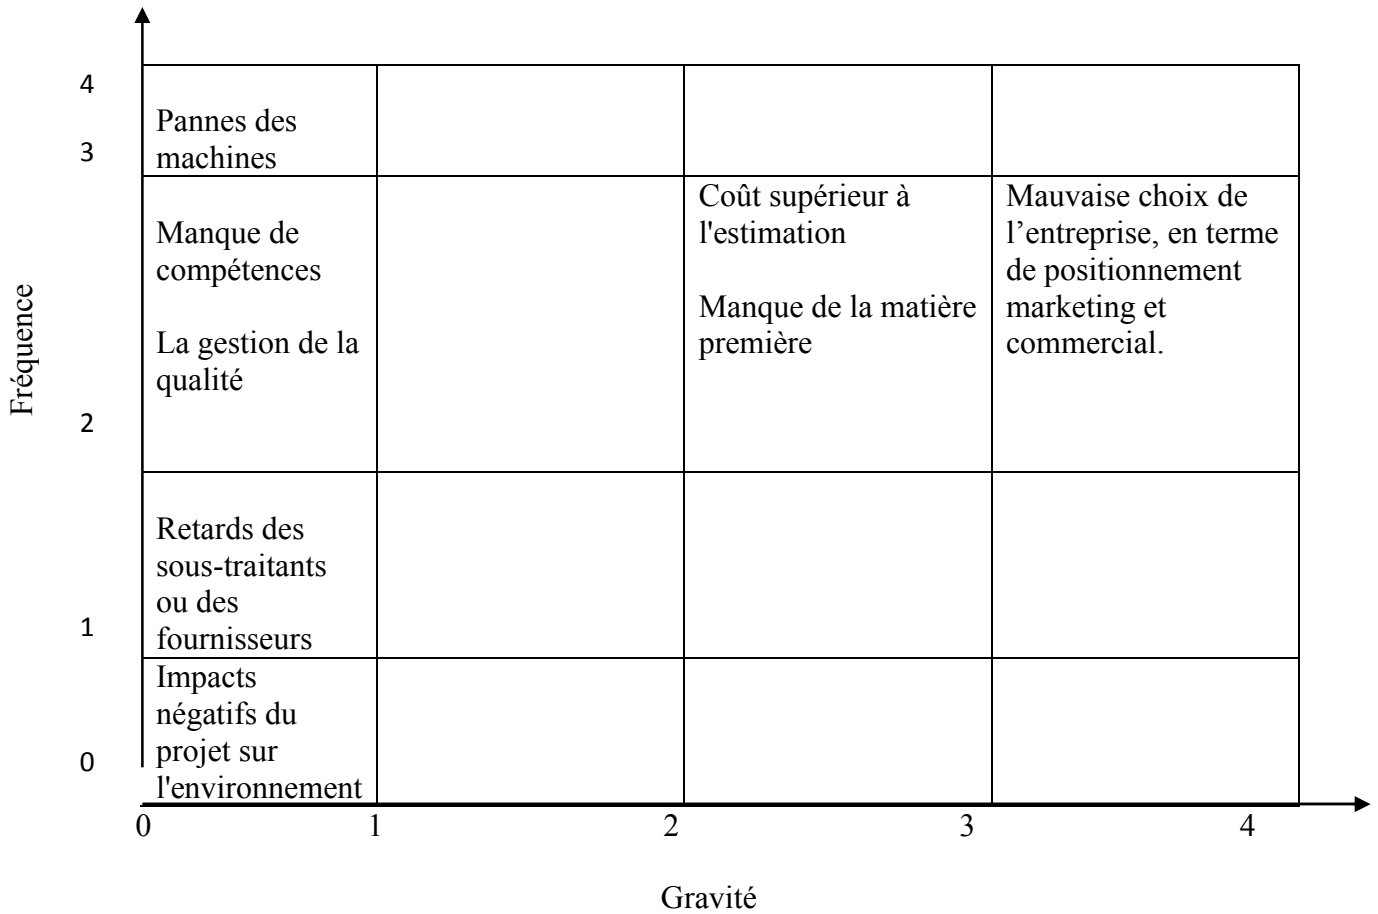 4
Pannes des
machines
3
Manque de
compétences
La gestion de la
qualité
Coût supérieur à
l'estimation
Manque de la matière
première
Mauvaise choix de
l’entreprise, en terme
de positionnement
marketing et
commercial.
Fréquence
2
Retards des
sous-traitants
ou des
fournisseurs
1
Impacts
négatifs du
projet sur
l'environnement
0
0 1 2 3 4
Gravité